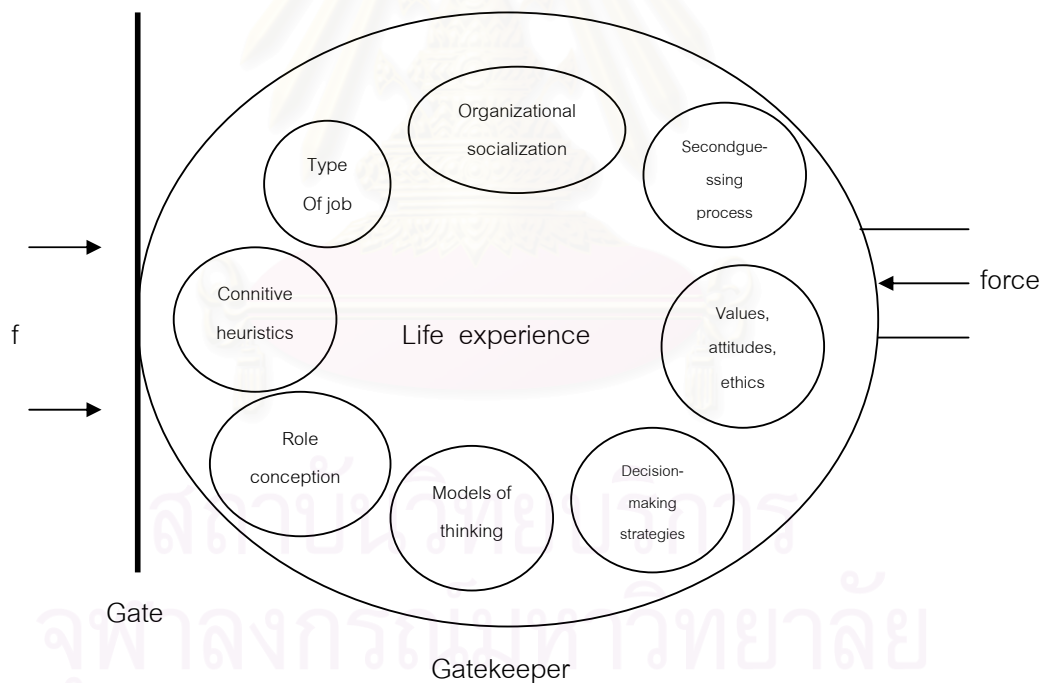 Organizational
socialization
Secondgue-
ssing
process
Type
Of job
Connitive
heuristics
Life experience
Values,
attitudes,
ethics
force
f
Role
conception
Models of
thinking
Decision-
making
strategies
Gate
Gatekeeper
สถาบันวิทยบริการ
จุฬาลงกรณ์มหาวิทยาลัย